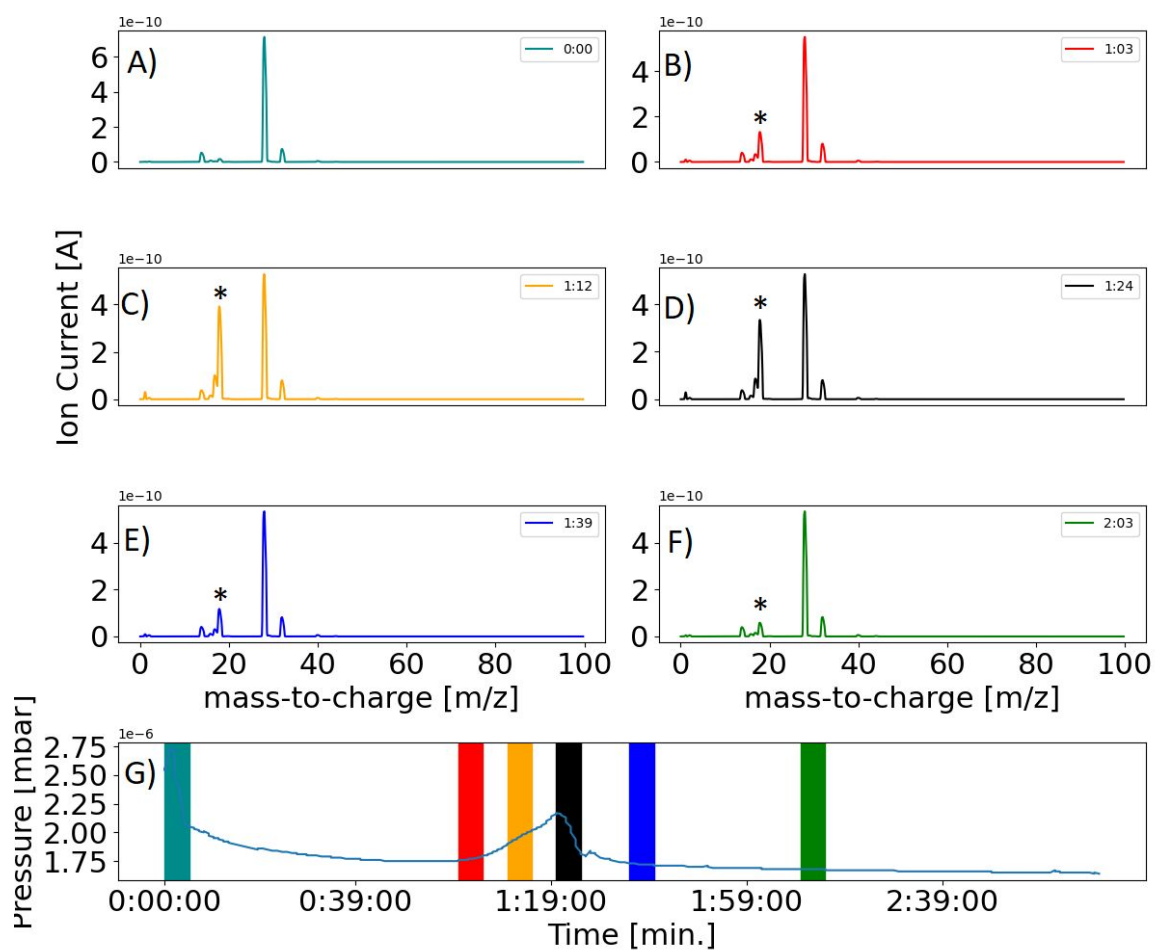 1e−10
A)
0:00
6
4
2
0
1e−10
B)
1:03
*
4
2
0
Ion Current [A]
1e−10
C)
1:12
*
4
2
0
1e−10
D)
1:24
*
4
2
0
1e−10
E)
1:39
*
4
2
0
0 20 40 60 80 100
mass-to-charge [m/z]
1e−10
F)
2:03
*
4
2
0
0 20 40 60 80 100
mass-to-charge [m/z]
Pressure [mbar]
1e−6
G)
2.75
2.50
2.25
2.00
1.75
0:00:00 0:39:00 1:19:00 1:59:00 2:39:00
Time [min.]